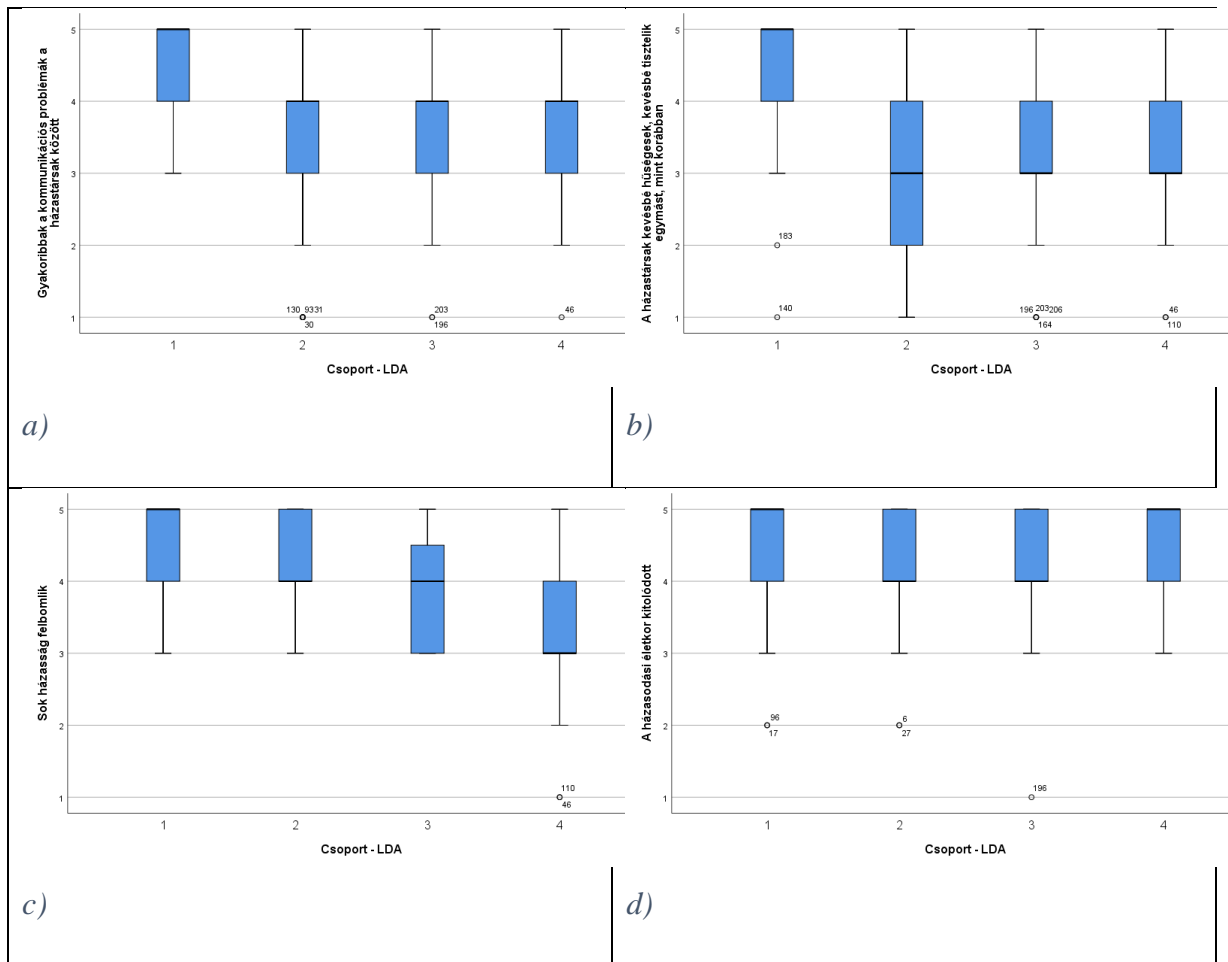 Gyakoribbak a kommunikációs problémák a
házastársak között
5
4
3
2
1
130 9331
30
203
196
46
1 2 3 4
Csoport - LDA
a)
A házastársak kevésbé hűségesek, kevésbé tisztelik
egymást, mint korábban
5
4
3
2
1
183
140
196 203 206
164
46
110
1 2 3 4
Csoport - LDA
b)
Sok házasság felbomlik
5
4
3
2
1
110
46
1 2 3 4
Csoport - LDA
c)
A házasodási életkor kitolódott
5
4
3
2
1
96
17
6
27
196
1 2 3 4
Csoport - LDA
d)